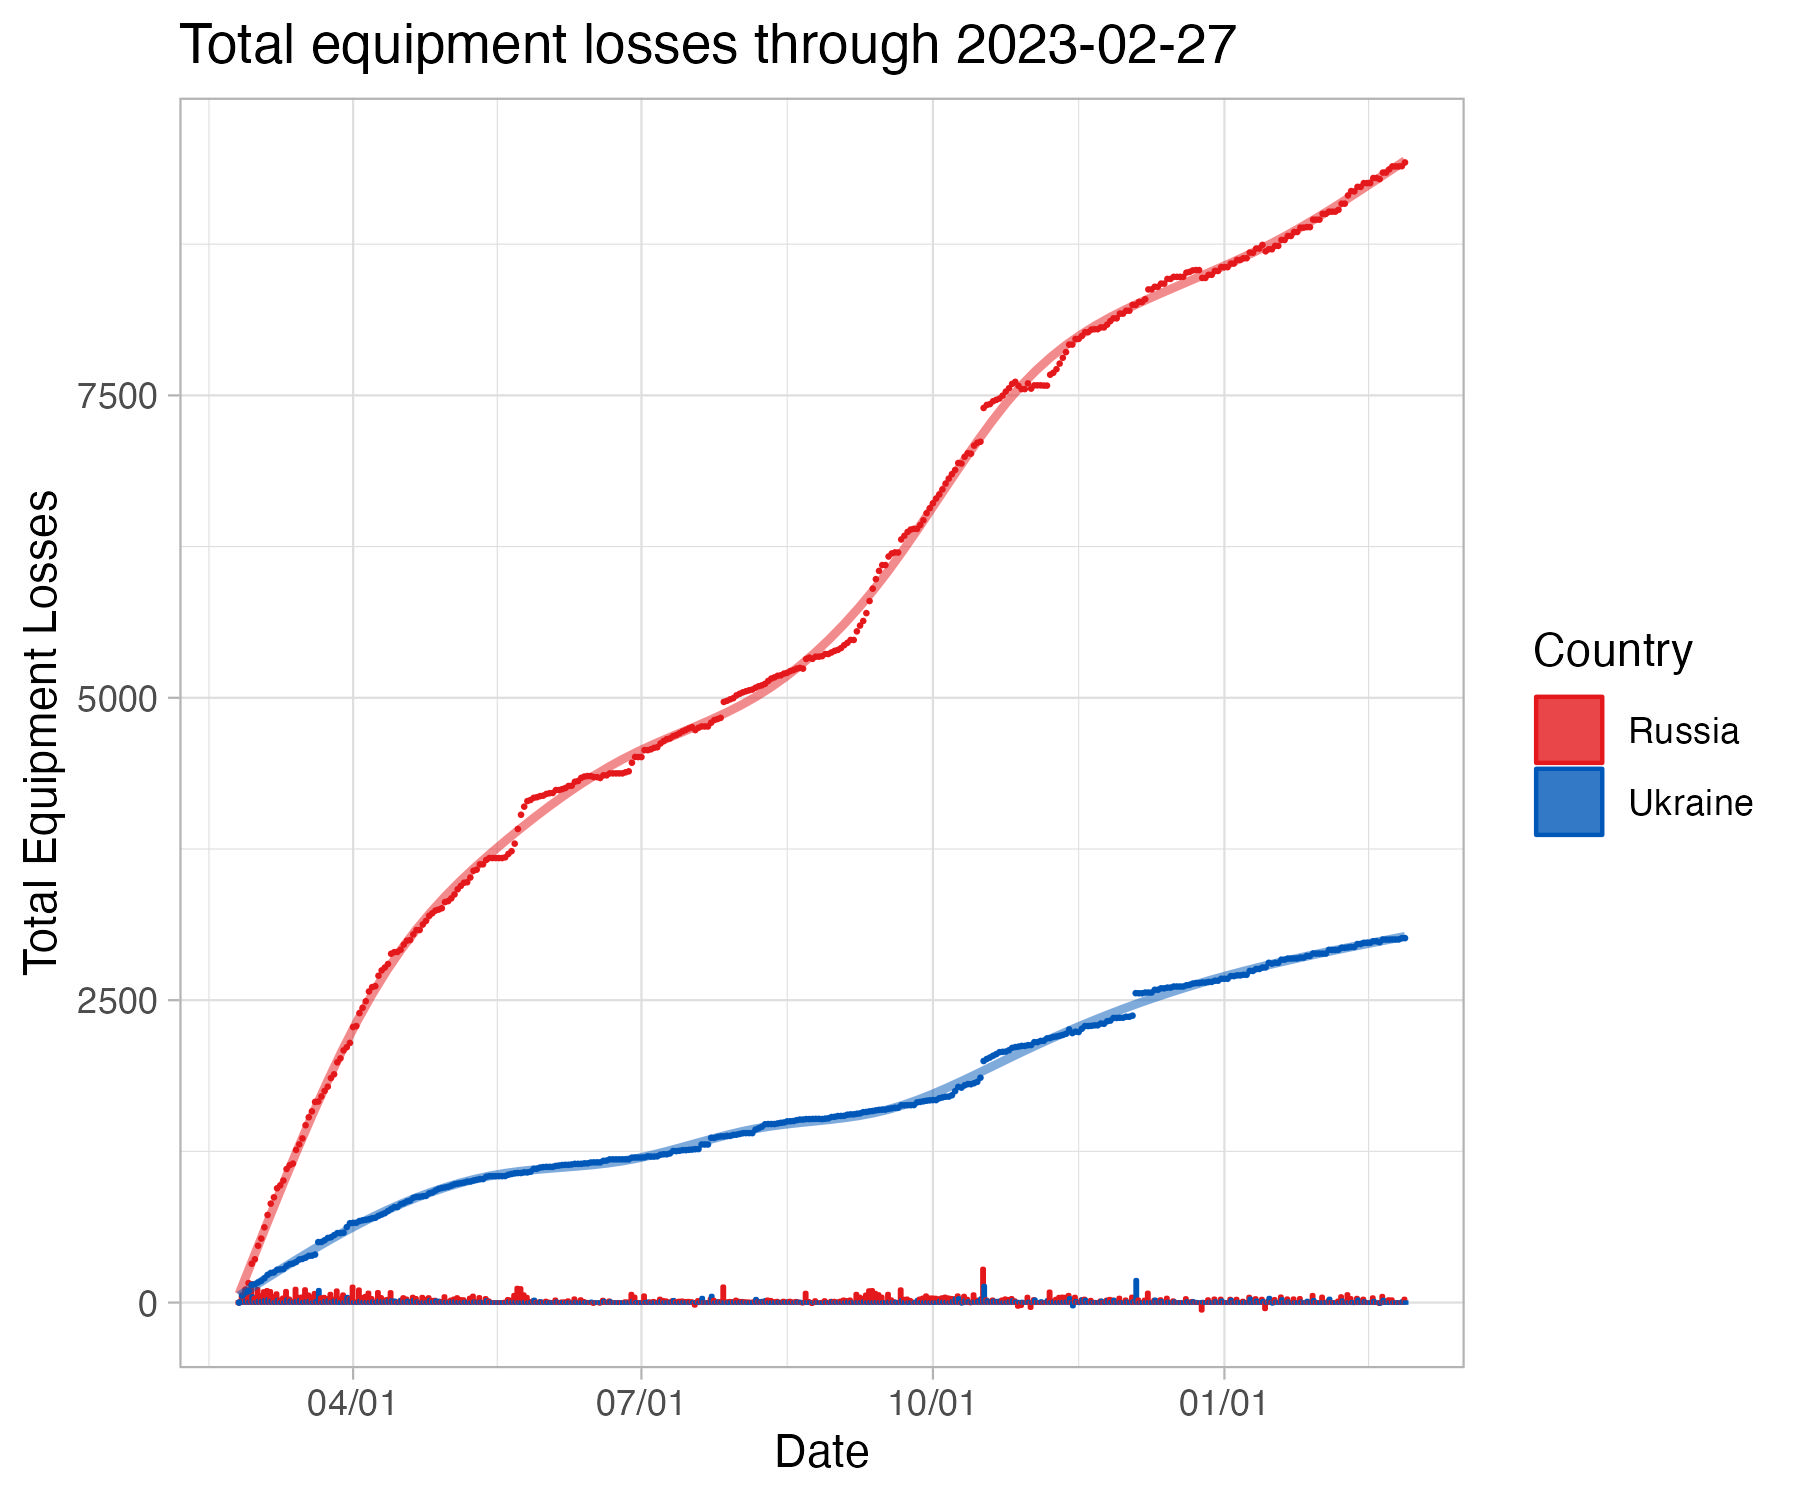 Total equipment losses through 2023-02-27
Total Equipment Losses
7500
5000
2500
0
04/01
07/01
10/01
01/01
Date
Country
Russia
Ukraine